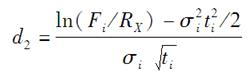 d₂ = ln(Fᵢ/R_X) − σᵢ²tᵢ²/2 / σᵢ √tᵢ